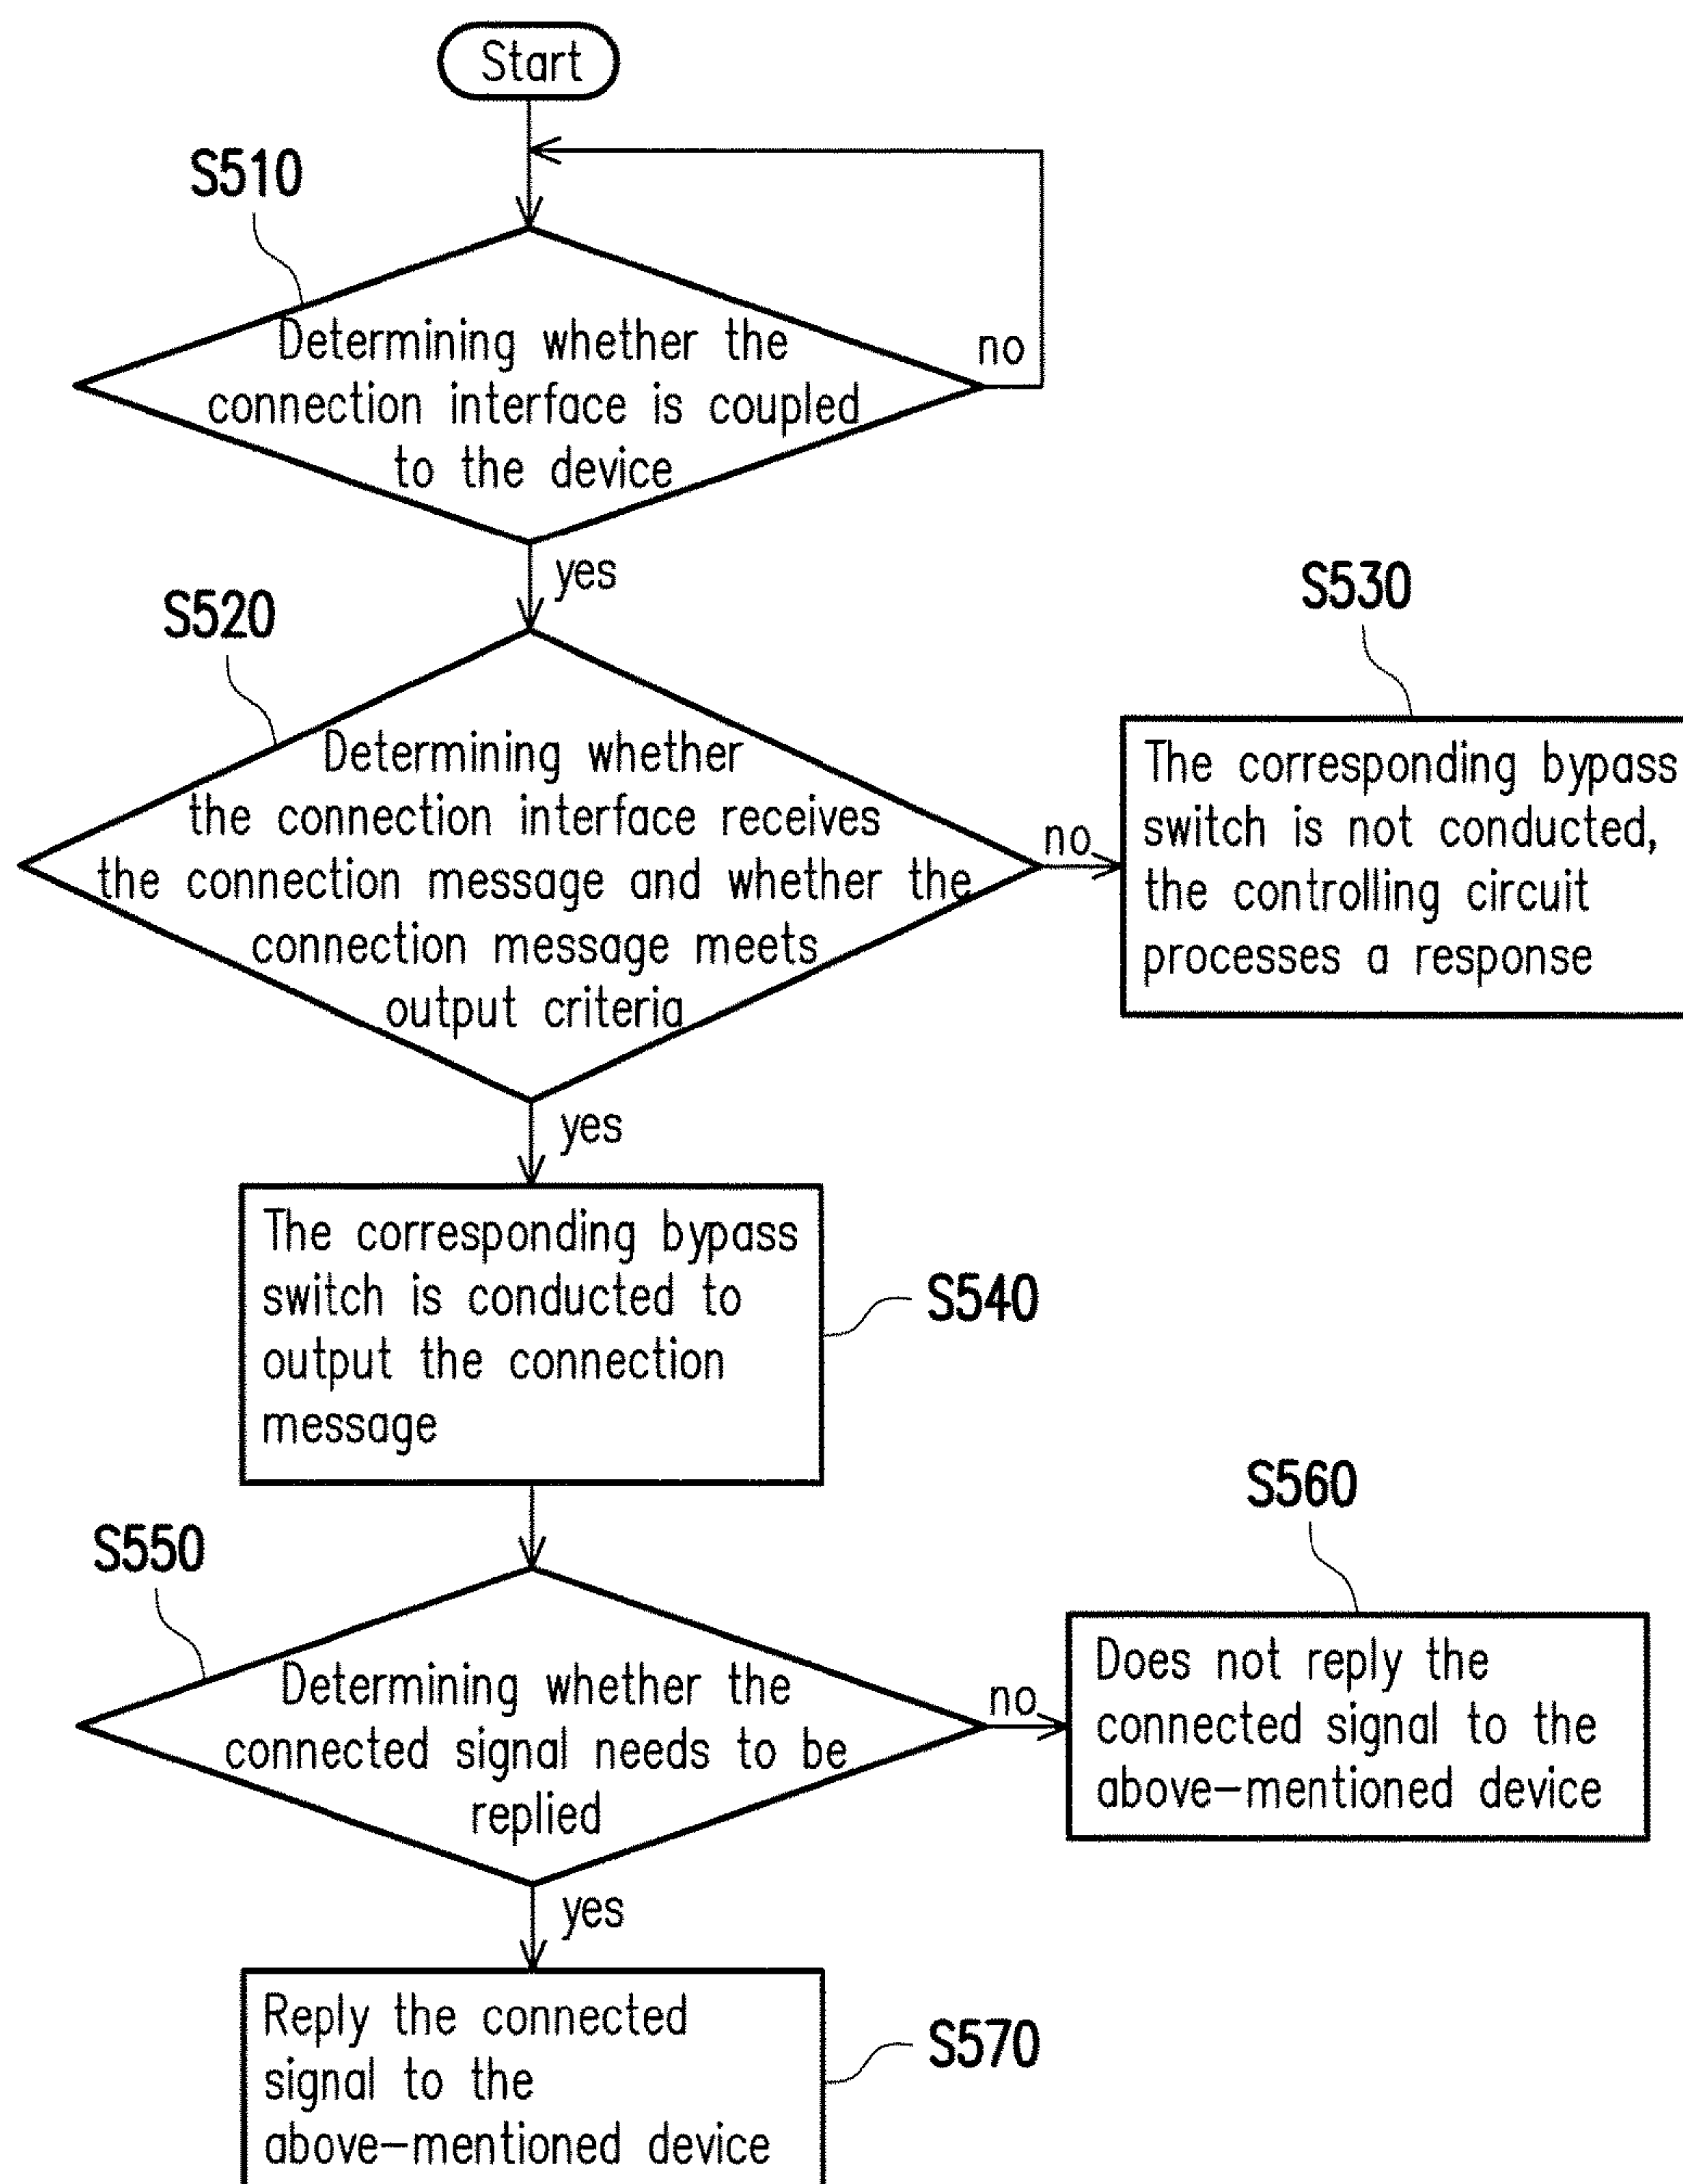 Start
S510
Determining whether the
connection interface is coupled
to the device
no
yes
S520
Determining whether
the connection interface receives
the connection message and whether the
connection message meets
output criteria
no
S530
The corresponding bypass
switch is not conducted,
the controlling circuit
processes a response
yes
The corresponding bypass
switch is conducted to
output the connection
message
S540
S550
Determining whether the
connected signal needs to be
replied
no
S560
Does not reply the
connected signal to the
above-mentioned device
yes
Reply the connected
signal to the
above-mentioned device
S570